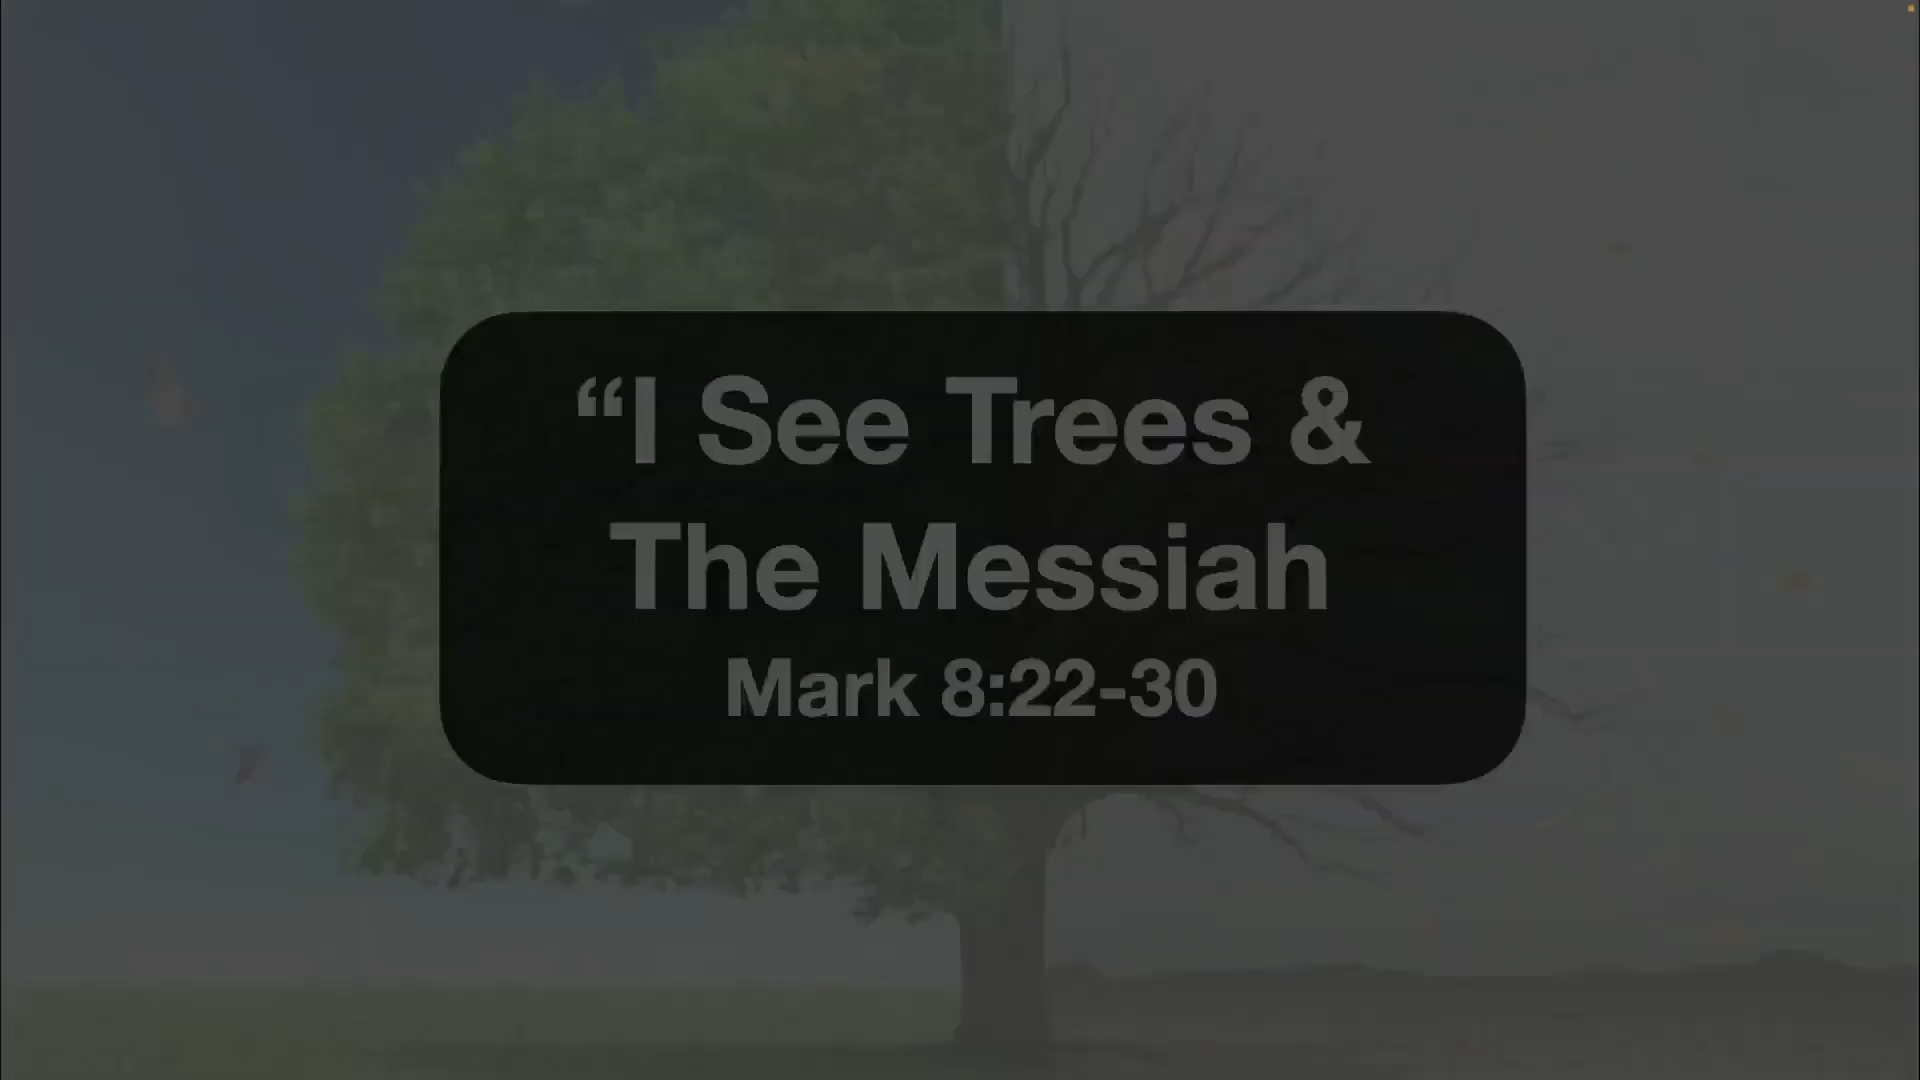 “I See Trees &
The Messiah
Mark 8:22-30